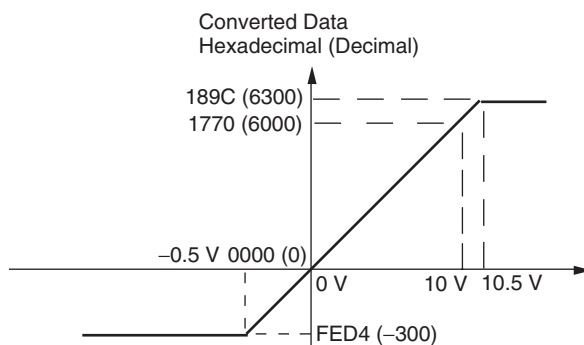 Converted Data
Hexadecimal (Decimal)
189C (6300)
1770 (6000)
−0.5 V 0000 (0)
0 V 10 V 10.5 V
FED4 (−300)